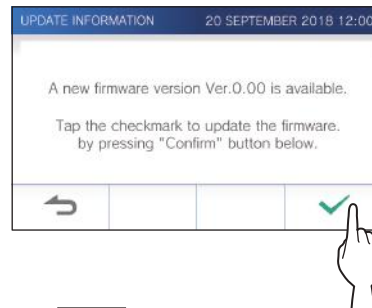 UPDATE INFORMATION 20 SEPTEMBER 2018 12:00
A new firmware version Ver.0.00 is available.
Tap the checkmark to update the firmware.
by pressing "Confirm" button below.